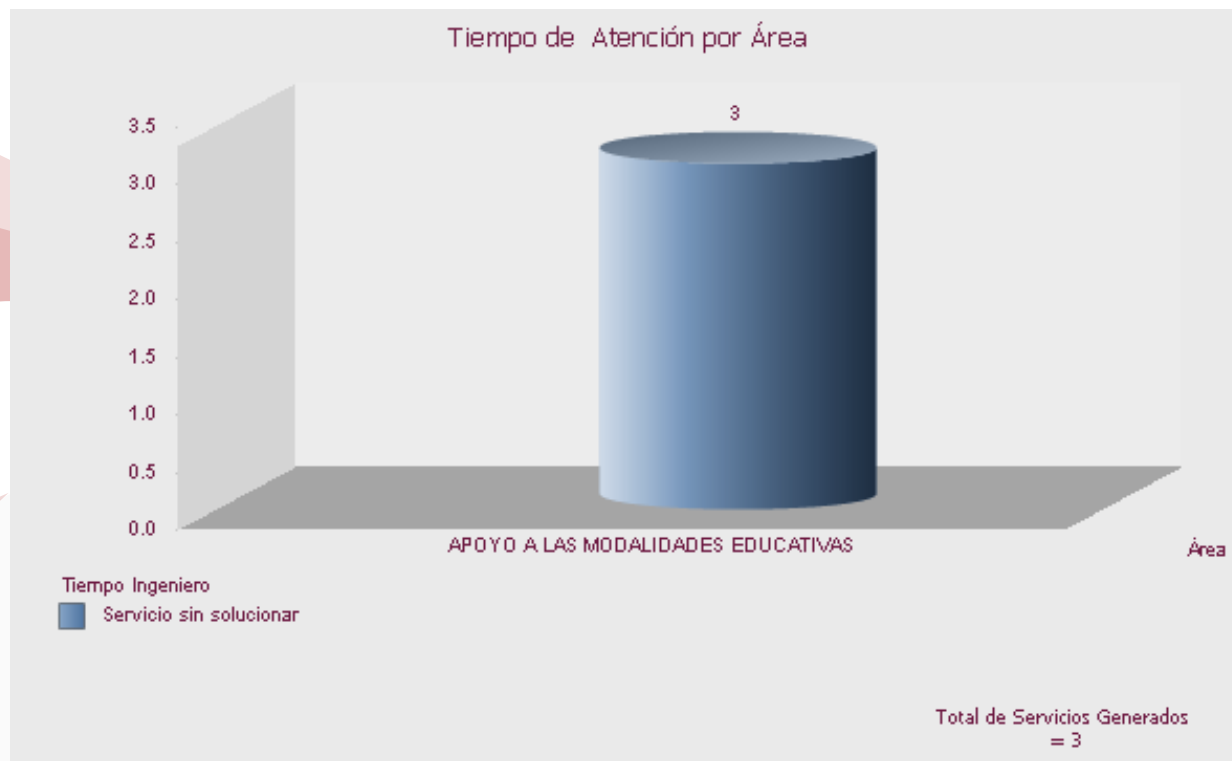 Tiempo de Atención por Área
3
3.5
3.0
2.5
2.0
1.5
1.0
0.5
0.0
APOYO A LAS MODALIDADES EDUCATIVAS
Área
Tiempo Ingeniero
Servicio sin solucionar
Total de Servicios Generados
= 3